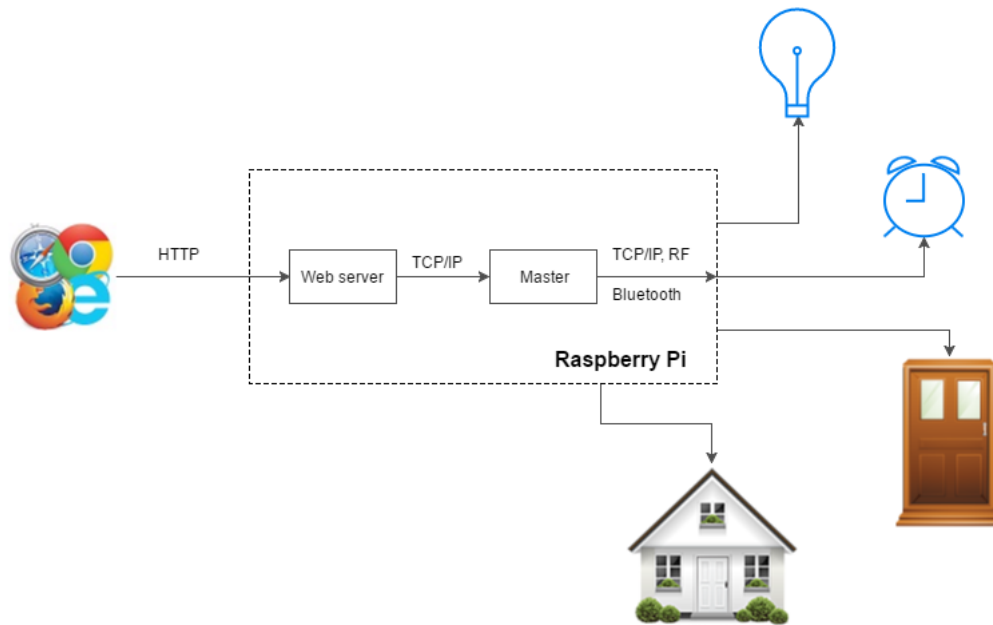 HTTP
Web server
TCP/IP
Master
TCP/IP, RF
Bluetooth
Raspberry Pi